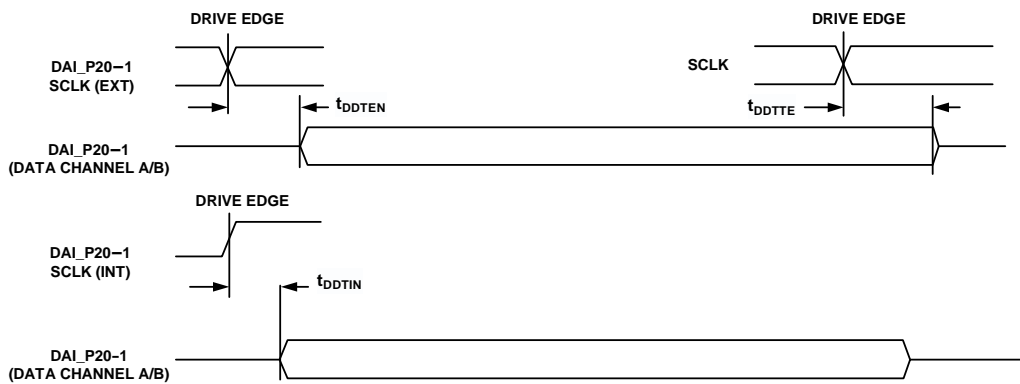 DRIVE EDGE
DRIVE EDGE
DAI_P20–1
SCLK (EXT)
SCLK
tDDTEN
tDDTTE
DAI_P20–1
(DATA CHANNEL A/B)
DRIVE EDGE
DAI_P20–1
SCLK (INT)
tDDTIN
DAI_P20-1
(DATA CHANNEL A/B)